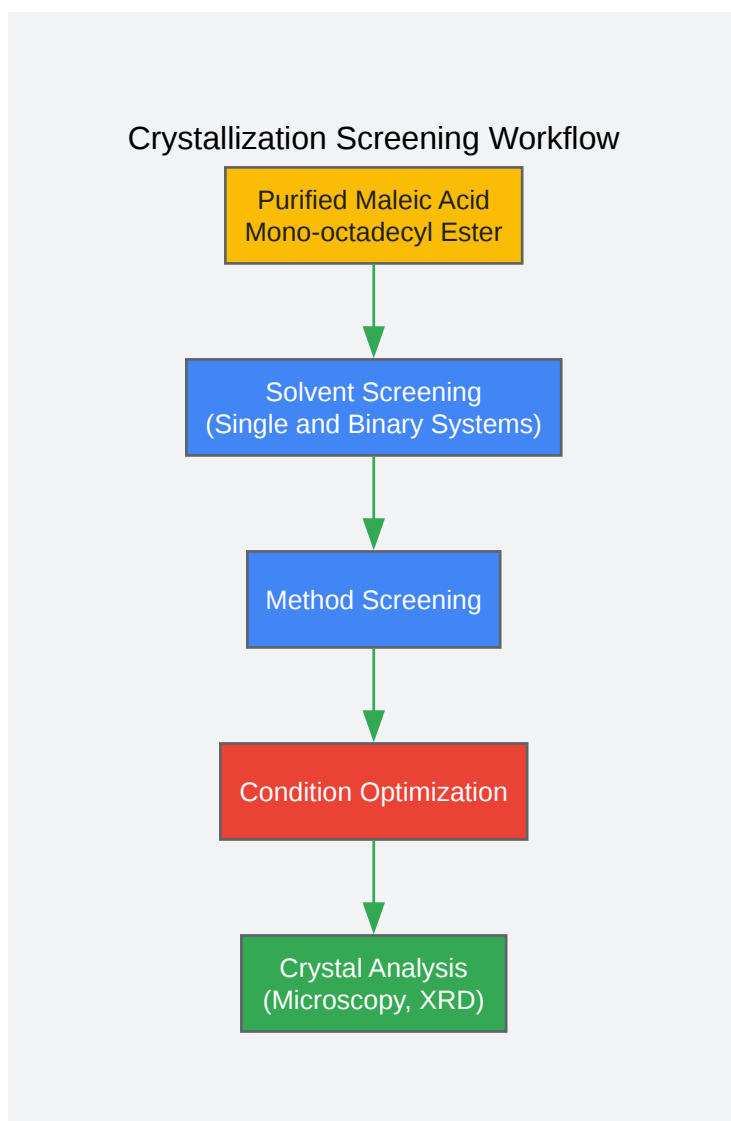 Crystallization Screening Workflow
Purified Maleic Acid
Mono-octadecyl Ester
Solvent Screening
(Single and Binary Systems)
Method Screening
Condition Optimization
Crystal Analysis
(Microscopy, XRD)